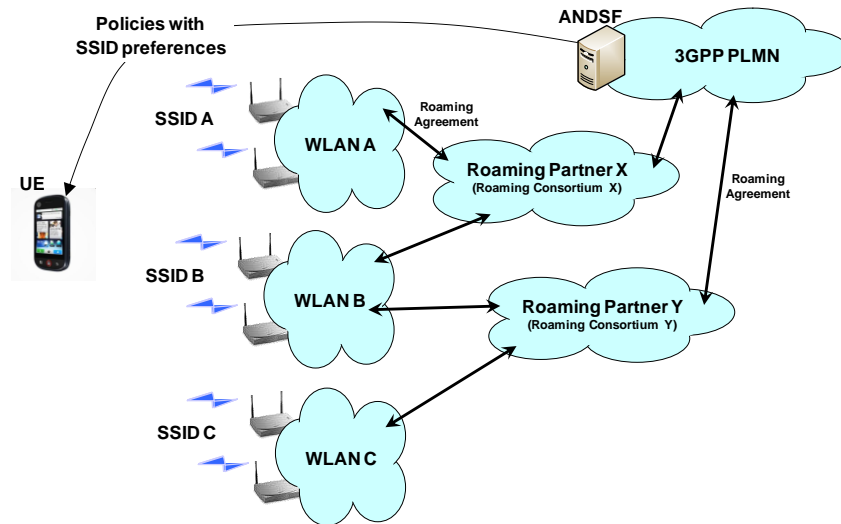 Policies with
SSID preferences
ANDSF
3GPP PLMN
SSID A
WLAN A
Roaming
Agreement
Roaming Partner X
(Roaming Consortium X)
UE
Roaming
Agreement
SSID B
WLAN B
Roaming Partner Y
(Roaming Consortium Y)
SSID C
WLAN C